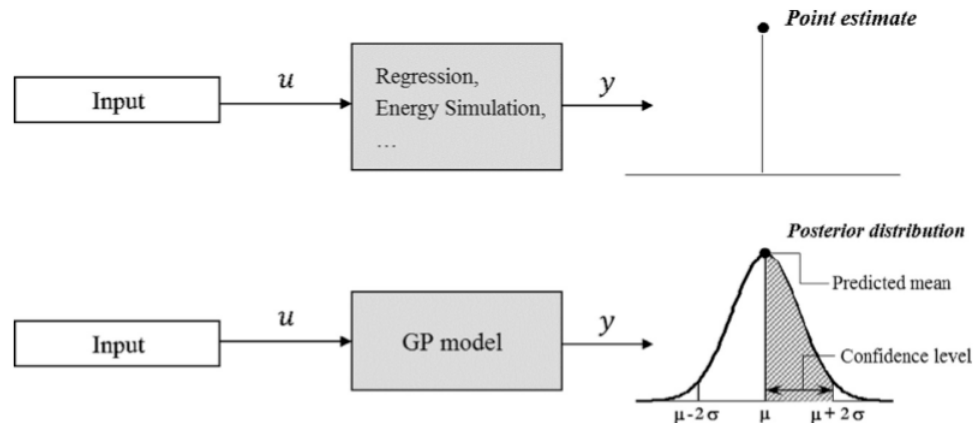 Point estimate
u
y
Input
Regression,
Energy Simulation,
...
Posterior distribution
Predicted mean
u
y
Input
GP model
Confidence level
μ-2σ
μ
μ+2σ